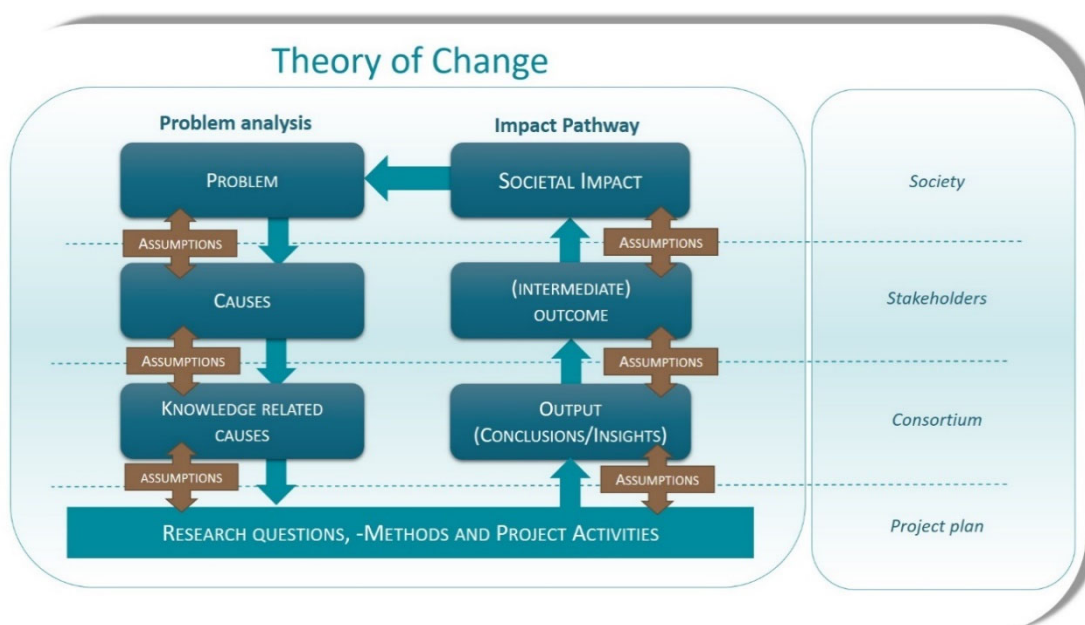 Theory of Change
Problem analysis
Impact Pathway
PROBLEM
SOCIETAL IMPACT
Society
ASSUMPTIONS
ASSUMPTIONS
CAUSES
(INTERMEDIATE)
OUTCOME
Stakeholders
ASSUMPTIONS
ASSUMPTIONS
KNOWLEDGE RELATED
CAUSES
OUTPUT
(CONCLUSIONS/INSIGHTS)
Consortium
ASSUMPTIONS
ASSUMPTIONS
RESEARCH QUESTIONS, -METHODS AND PROJECT ACTIVITIES
Project plan